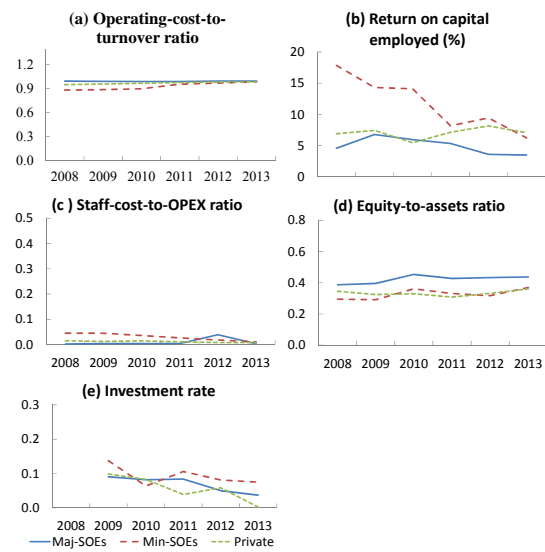 (a) Operating-cost-to-
turnover ratio
1.2
0.9
0.6
0.3
0.0
2008 2009 2010 2011 2012 2013
(b) Return on capital
employed (%)
20
15
10
5
0
2008 2009 2010 2011 2012 2013
(c ) Staff-cost-to-OPEX ratio
0.5
0.4
0.3
0.2
0.1
0.0
2008 2009 2010 2011 2012 2013
(d) Equity-to-assets ratio
0.8
0.6
0.4
0.2
0.0
2008 2009 2010 2011 2012 2013
(e) Investment rate
0.3
0.2
0.1
0.0
2008 2009 2010 2011 2012 2013
Maj-SOEs Min-SOEs Private